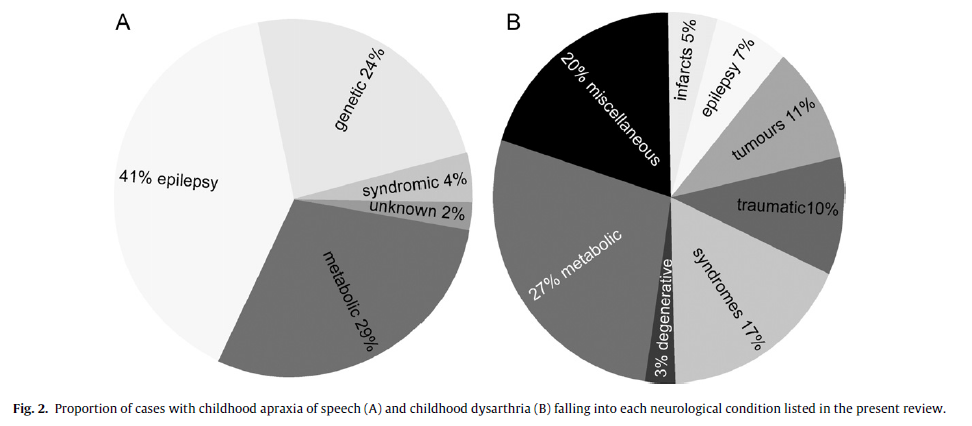 A
genetic 24%
syndromic 4%
unknown 2%
metabolic 29%
41% epilepsy
B
infarcts 5%
epilepsy 7%
tumours 11%
traumatic10%
syndromes 17%
3% degenerative
27% metabolic
20% miscellaneous
Fig. 2. Proportion of cases with childhood apraxia of speech (A) and childhood dysarthria (B) falling into each neurological condition listed in the present review.